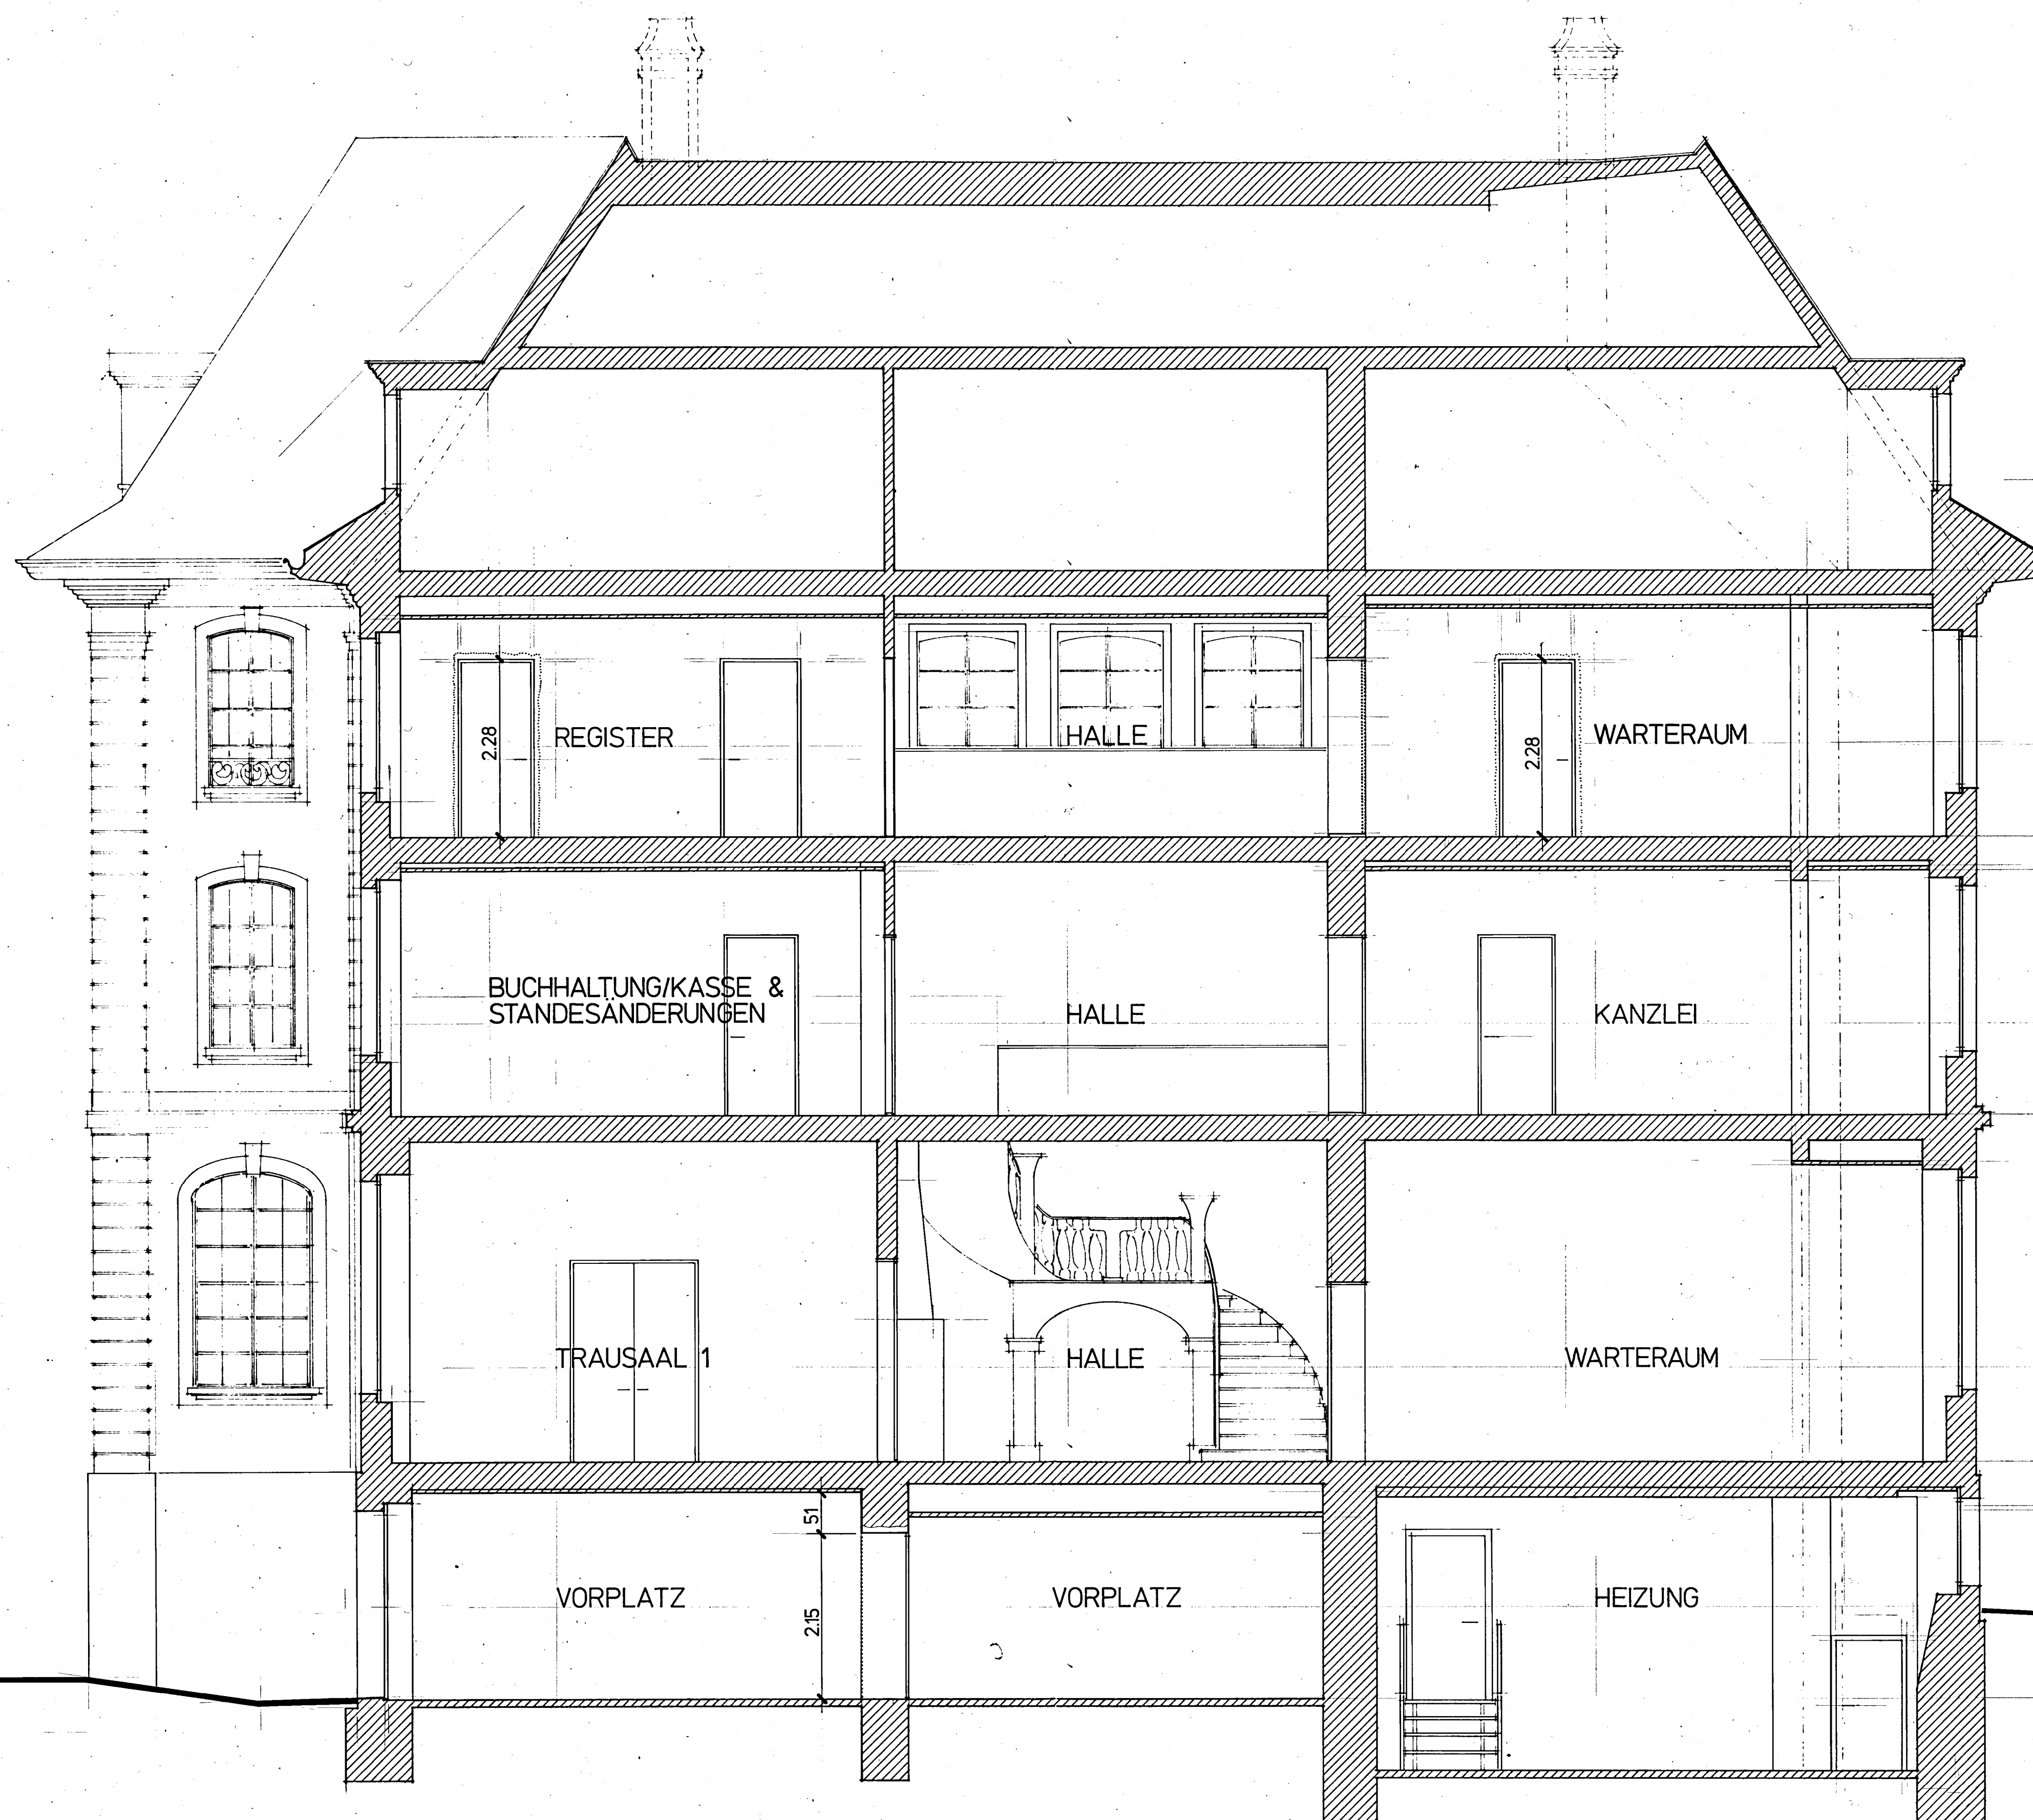 2.28
REGISTER
HALLE
2.28
WARTERAUM
BUCHHALTUNG/KASSE &
STANDESÄNDERUNGEN
HALLE
KANZLEI
TRAUSAAL 1
HALLE
WARTERAUM
51
2.15
VORPLATZ
VORPLATZ
HEIZUNG